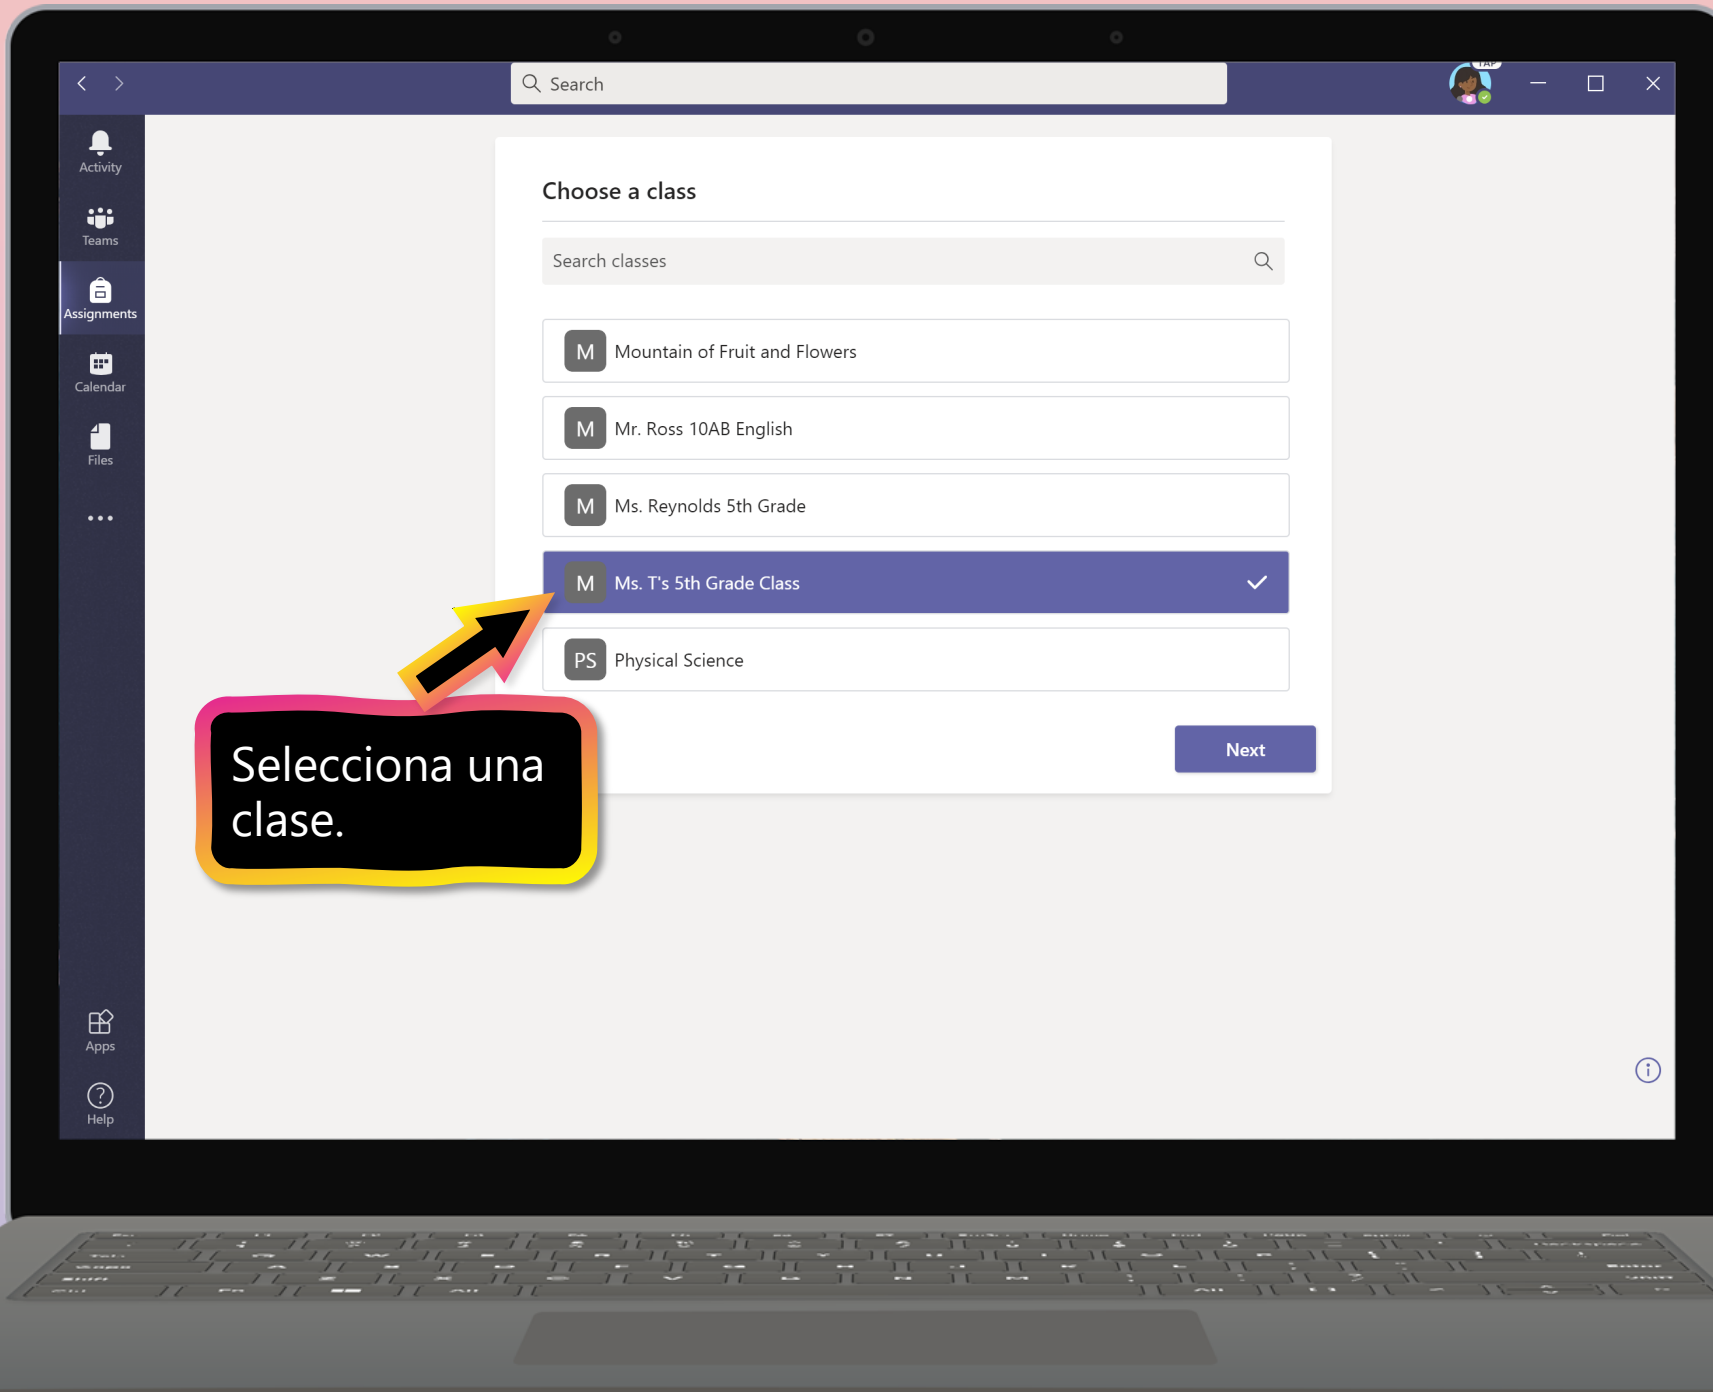 Search
Activity
Teams
Assignments
Calendar
Files
Apps
Help
Choose a class
Search classes
M Mountain of Fruit and Flowers
M Mr. Ross 10AB English
M Ms. Reynolds 5th Grade
M Ms. T's 5th Grade Class
PS Physical Science
Next
Selecciona una
clase.